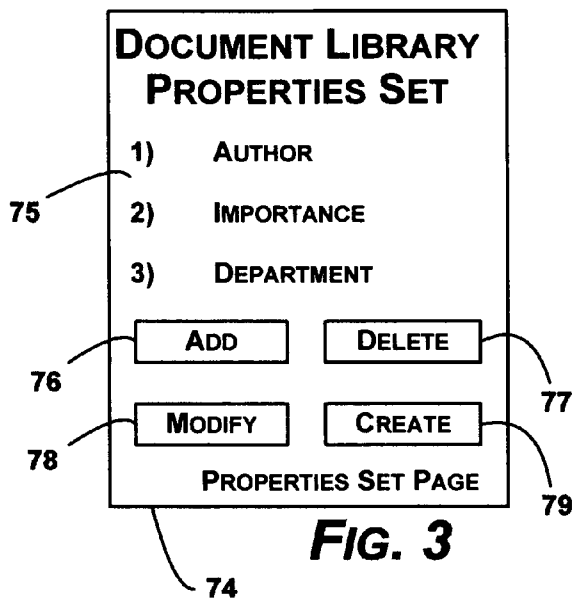 DOCUMENT LIBRARY
PROPERTIES SET
1) AUTHOR
75
2) IMPORTANCE
3) DEPARTMENT
ADD DELETE
76 77
MODIFY CREATE
78 79
PROPERTIES SET PAGE
FIG. 3
74